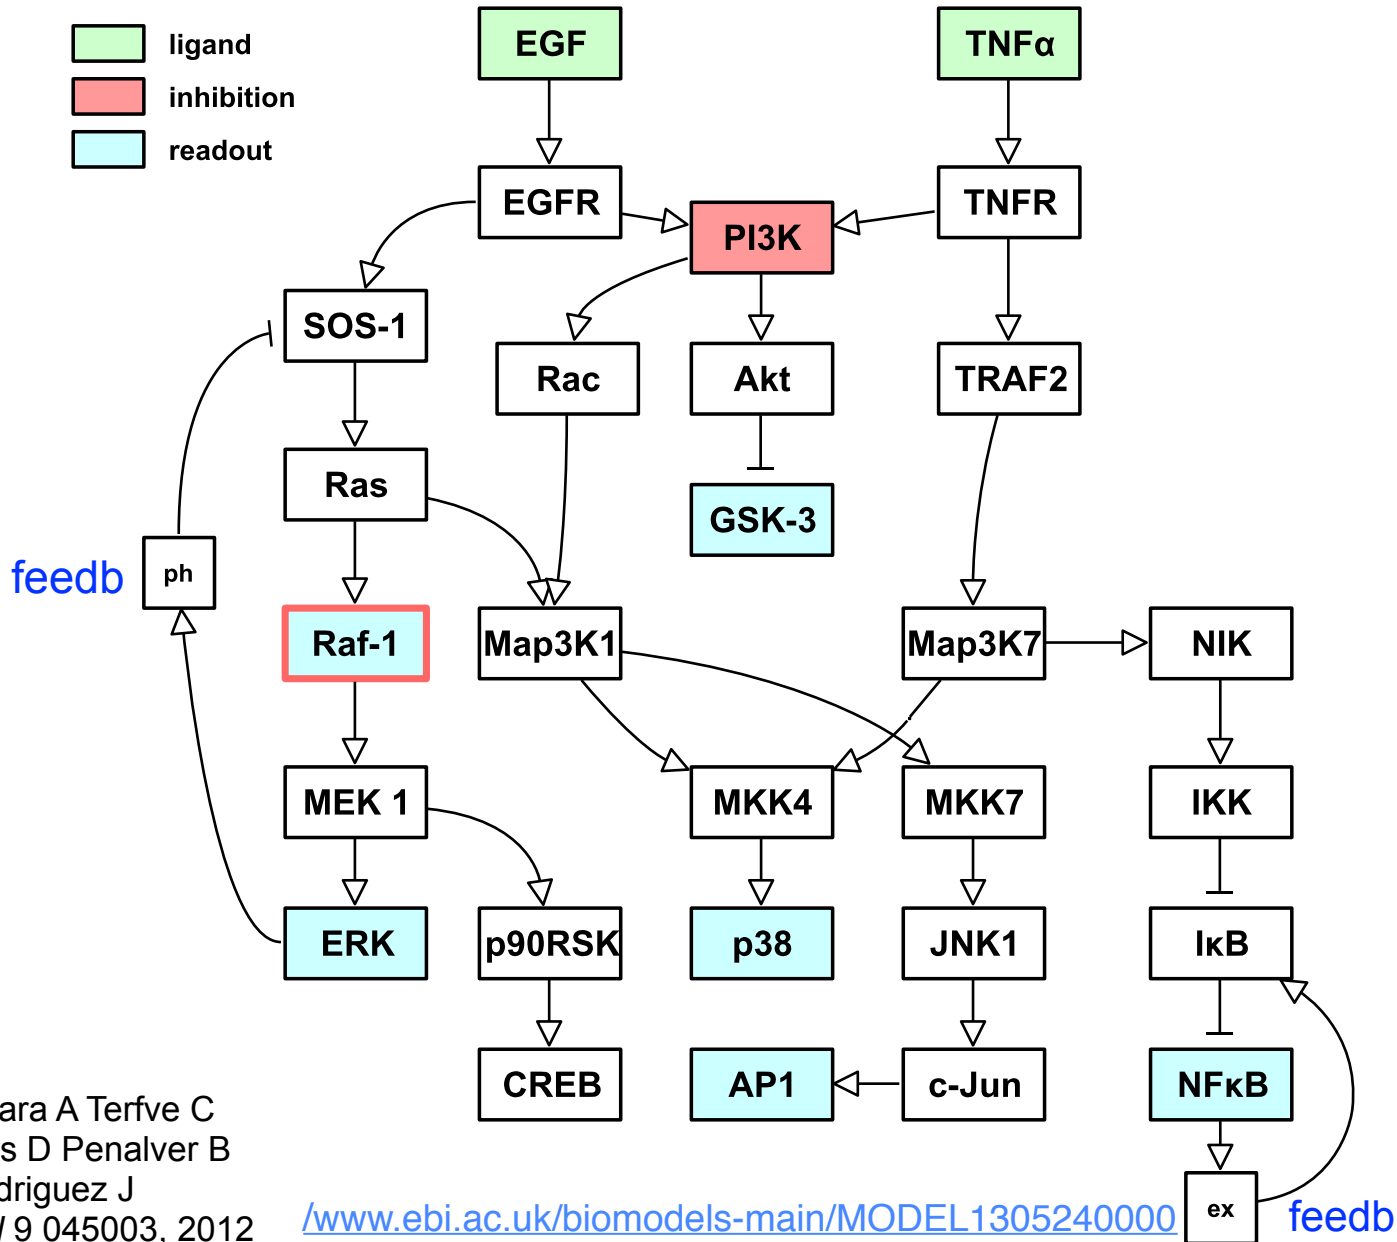 ligand
inhibition
readout
EGF
TNFα
EGFR
PI3K
TNFR
SOS-1
Rac
Akt
TRAF2
Ras
GSK-3
feedb
ph
Raf-1
Map3K1
Map3K7
NIK
MEK 1
MKK4
MKK7
IKK
ERK
p90RSK
p38
JNK1
IκB
CREB
AP1
c-Jun
NFκB
ara A Terfve C
s D Penalver B
driguez J
9 045003, 2012
/www.ebi.ac.uk/biomodels-main/MODEL1305240000
ex
feedb